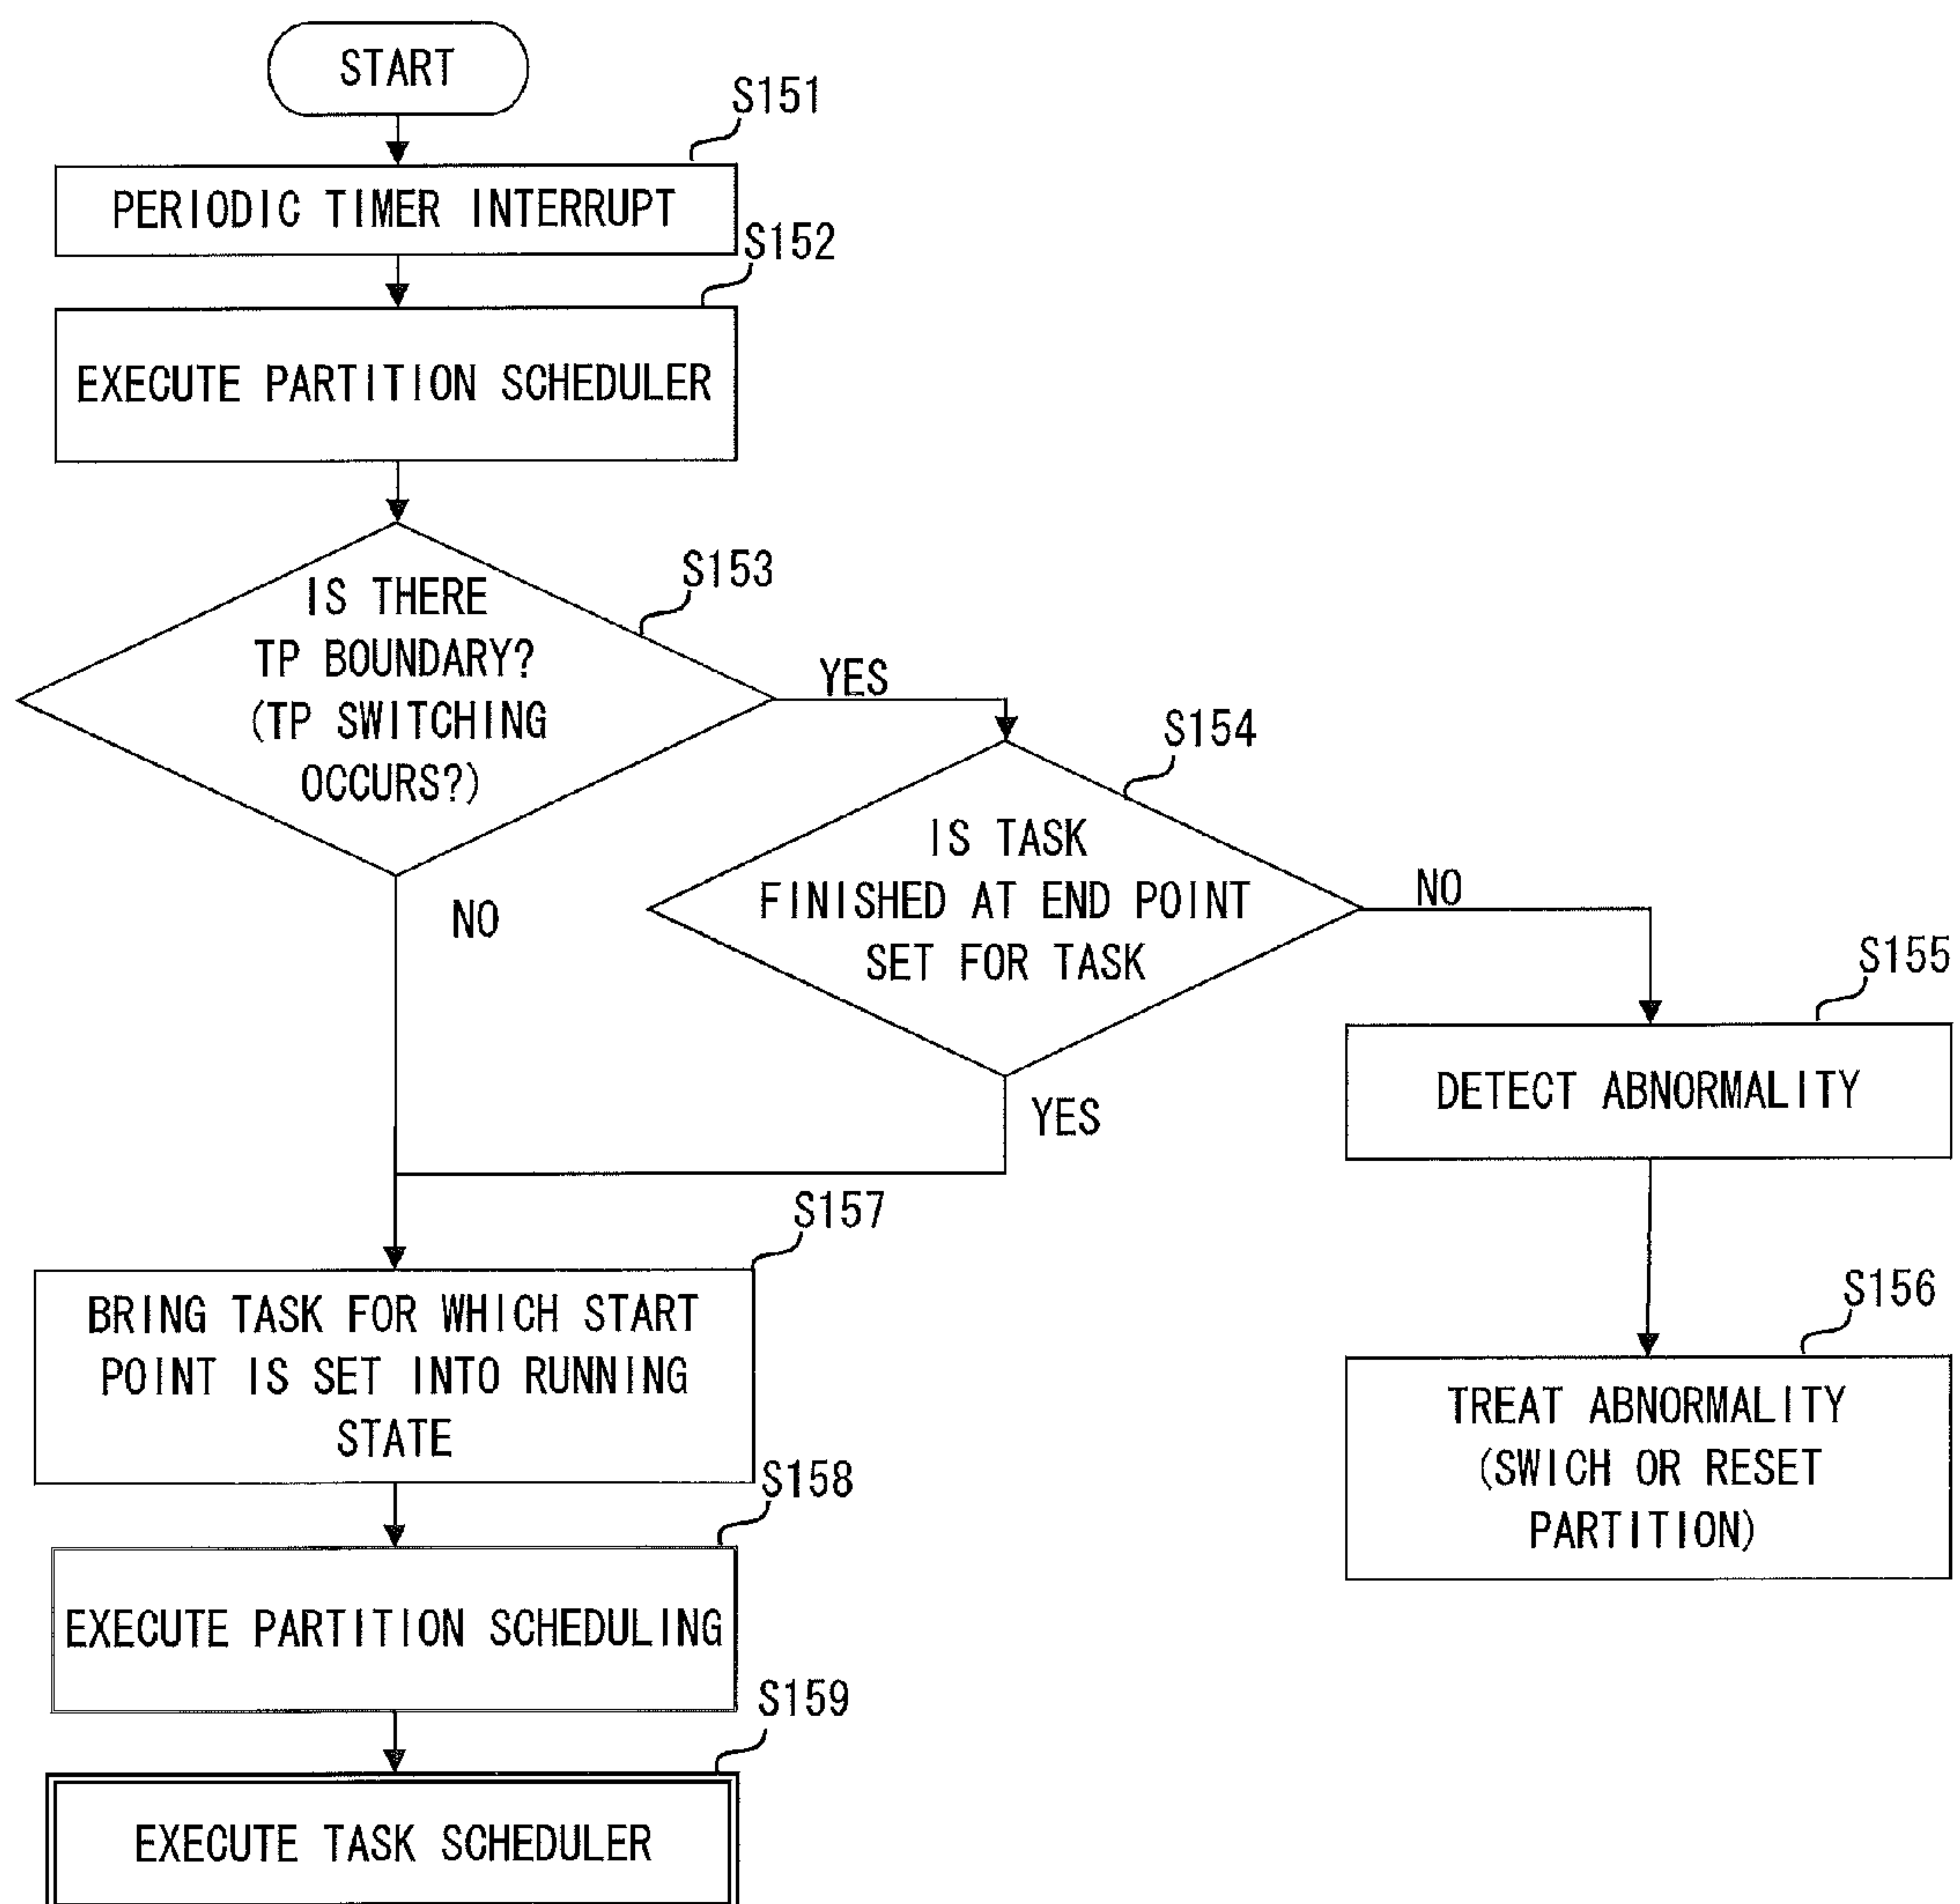 START
S151
PERIODIC TIMER INTERRUPT
S152
EXECUTE PARTITION SCHEDULER
S153
IS THERE
TP BOUNDARY?
(TP SWITCHING
OCCURS?)
YES
NO
S154
IS TASK
FINISHED AT END POINT
SET FOR TASK
NO
YES
S155
DETECT ABNORMALITY
S156
TREAT ABNORMALITY
(SWICH OR RESET
PARTITION)
S157
BRING TASK FOR WHICH START
POINT IS SET INTO RUNNING
STATE
S158
EXECUTE PARTITION SCHEDULING
S159
EXECUTE TASK SCHEDULER